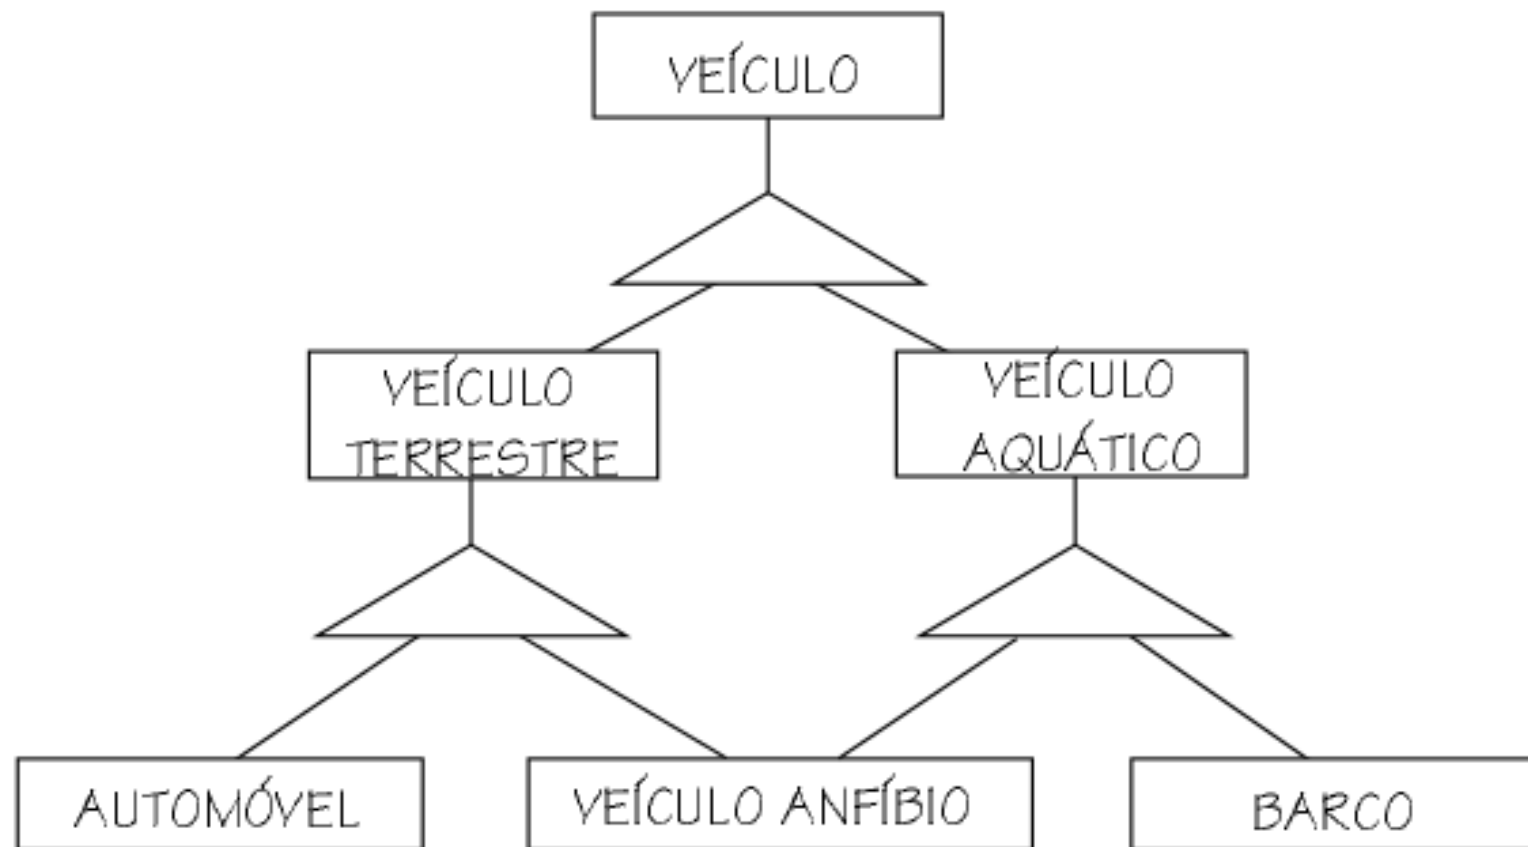 VEÍCULO
VEÍCULO
TERRESTRE
VEÍCULO
AQUÁTICO
AUTOMÓVEL
VEÍCULO ANFÍBIO
BARCO